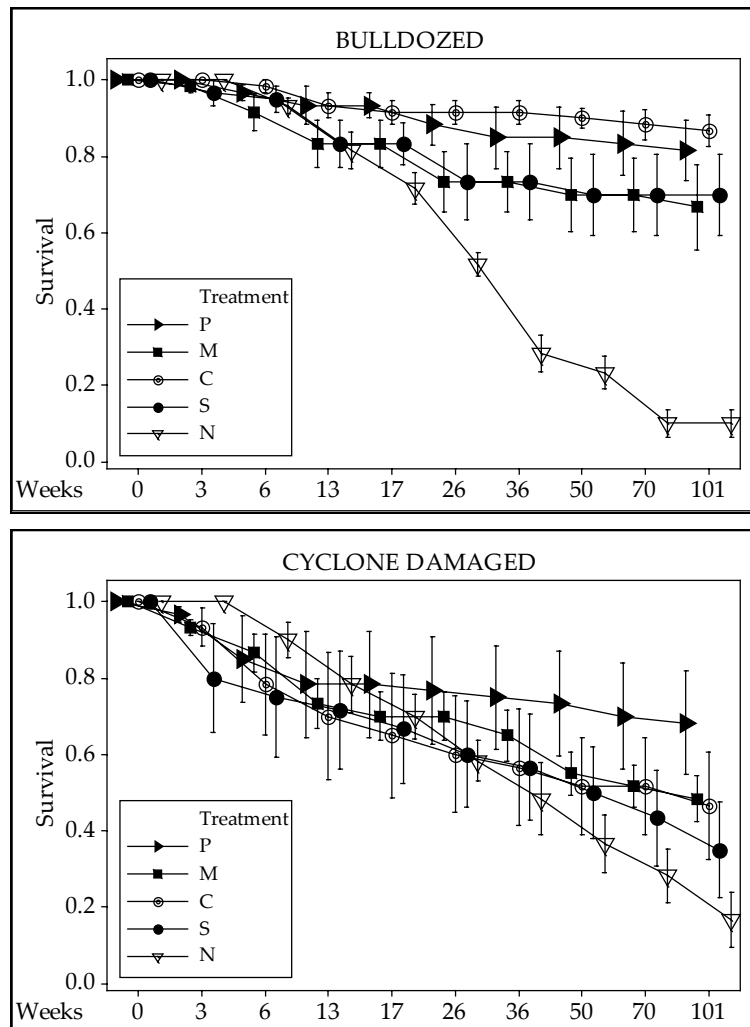 BULLDOZED
1.0
0.8
0.6
0.4
0.2
0.0
Survival
Treatment
P
M
C
S
N
Weeks 0 3 6 13 17 26 36 50 70 101
CYCLONE DAMAGED
1.0
0.8
0.6
0.4
0.2
0.0
Survival
Treatment
P
M
C
S
N
Weeks 0 3 6 13 17 26 36 50 70 101